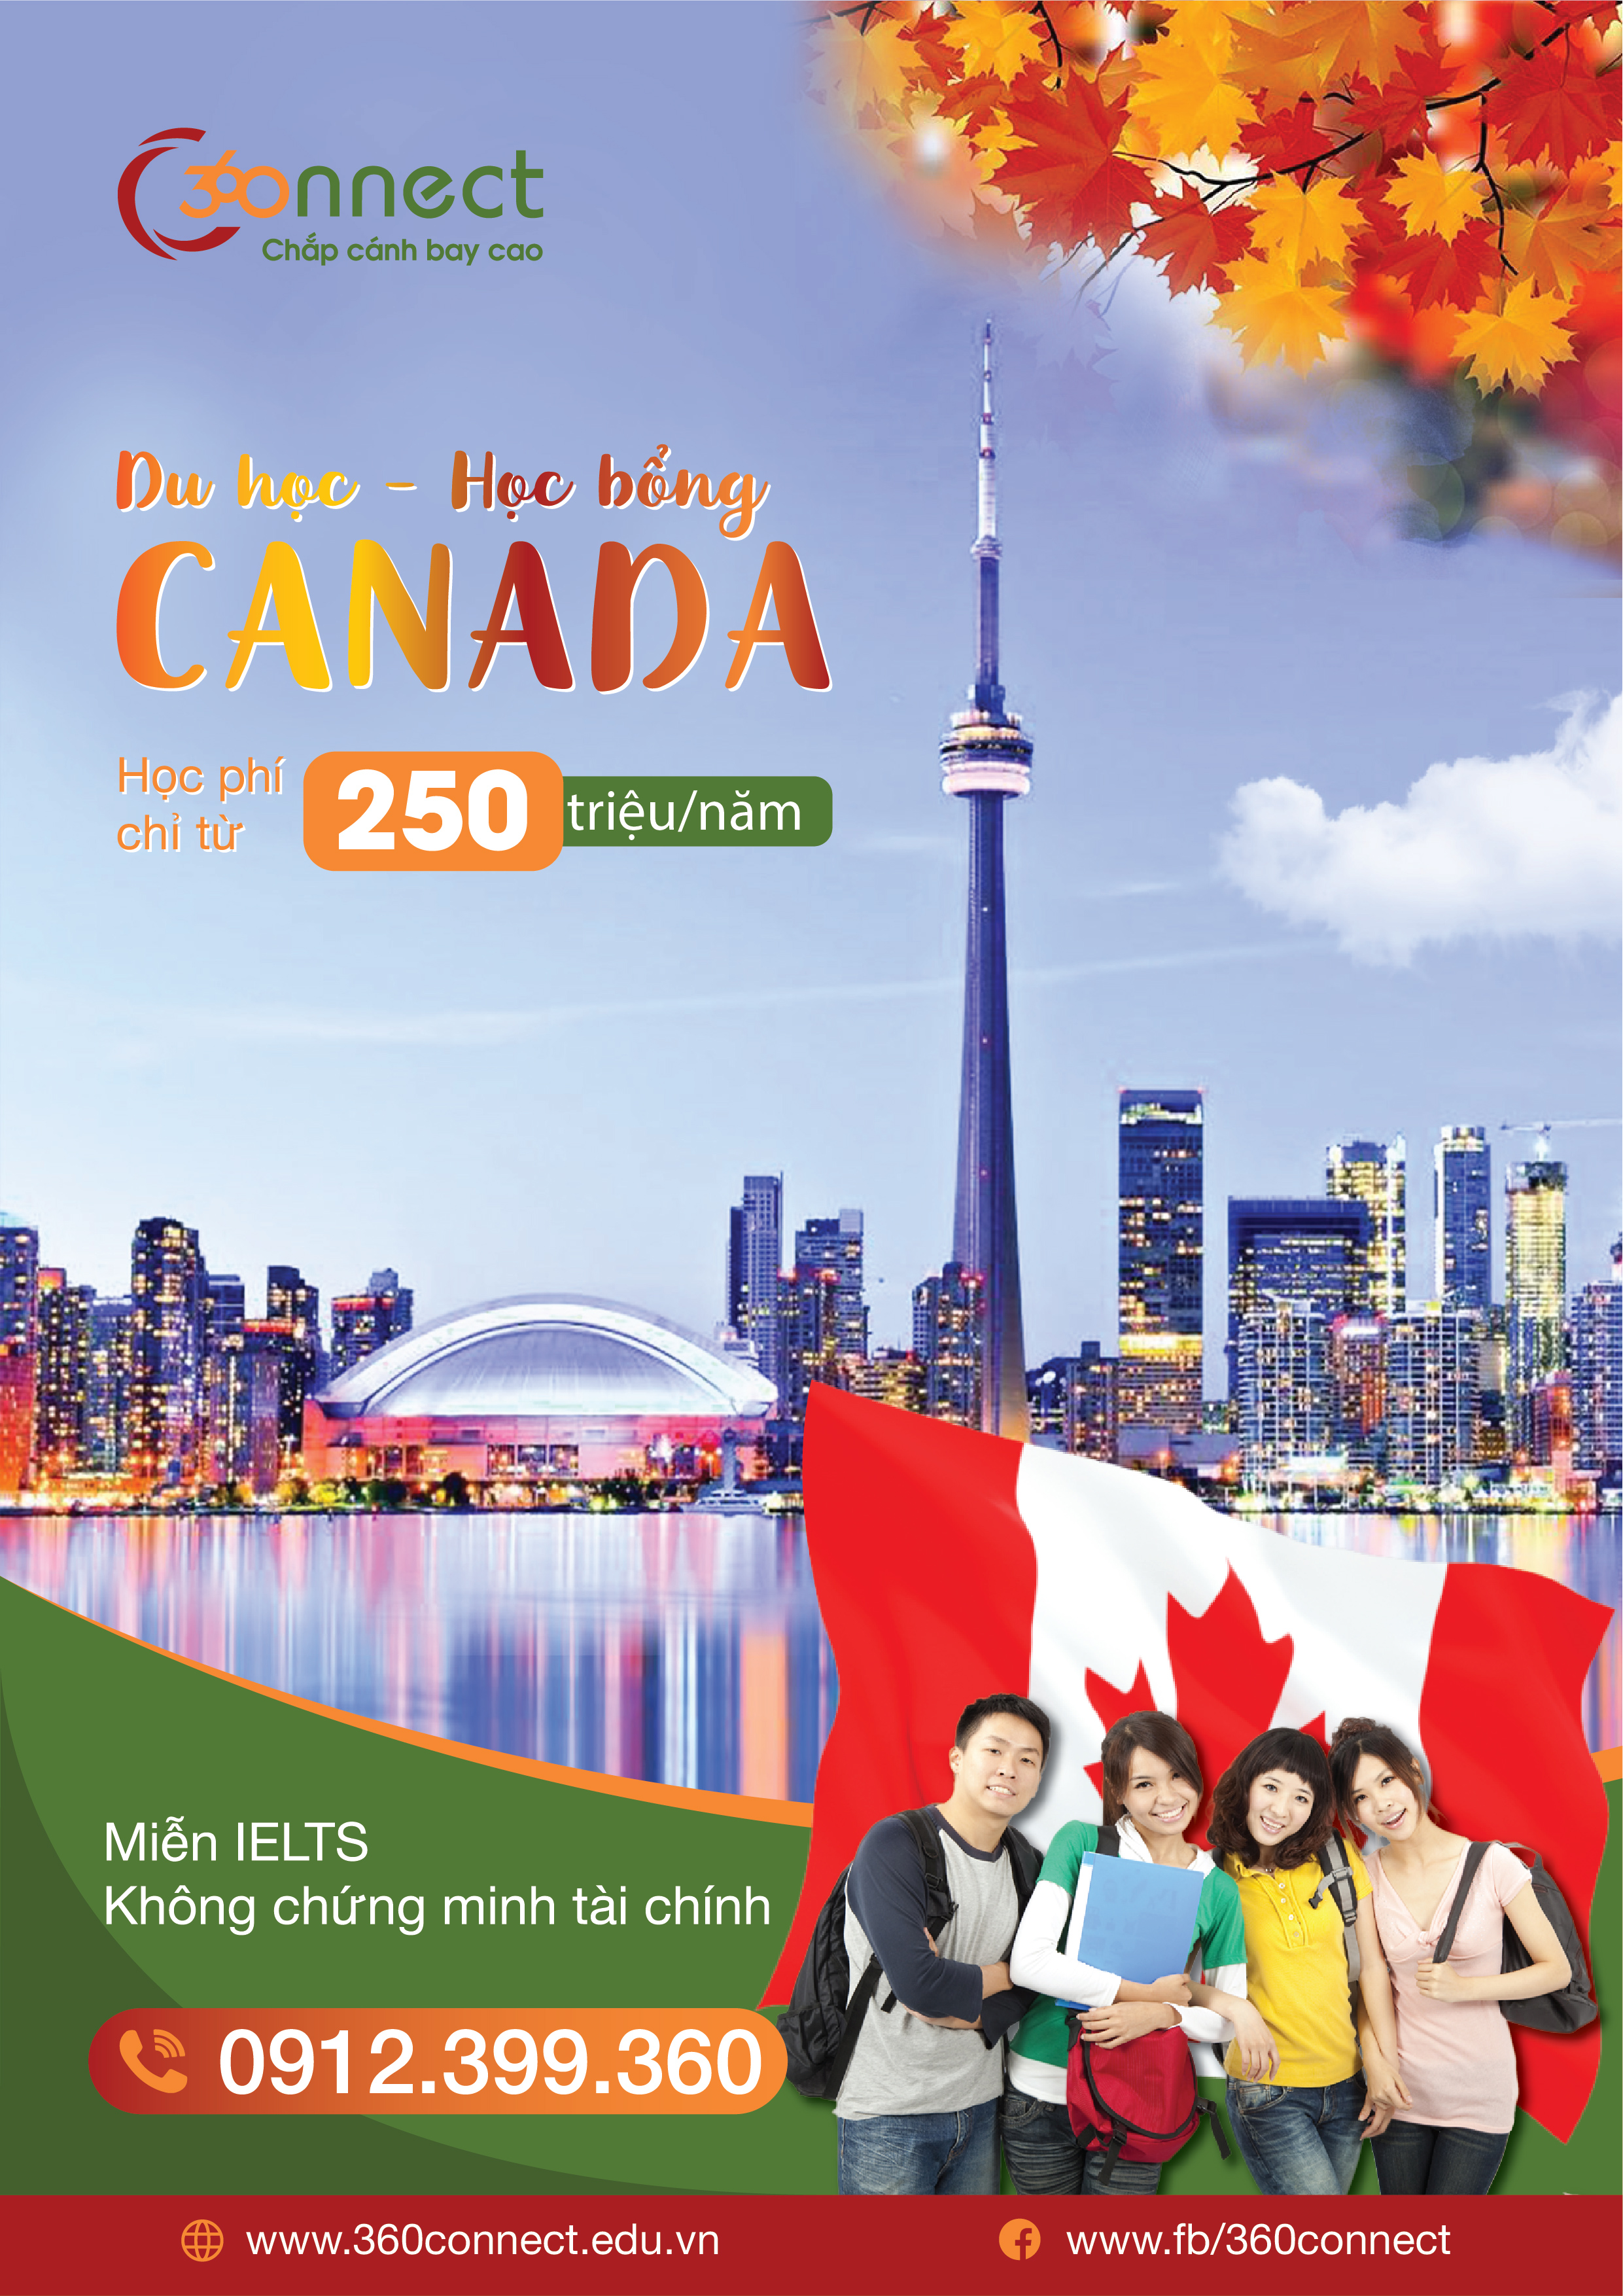 360nnect
Chắp cánh bay cao
Du học - Học bổng
CANADA
Học phí
chỉ từ
250 triệu/năm
Miễn IELTS
Không chứng minh tài chính
0912.399.360
www.360connect.edu.vn
www.fb/360connect